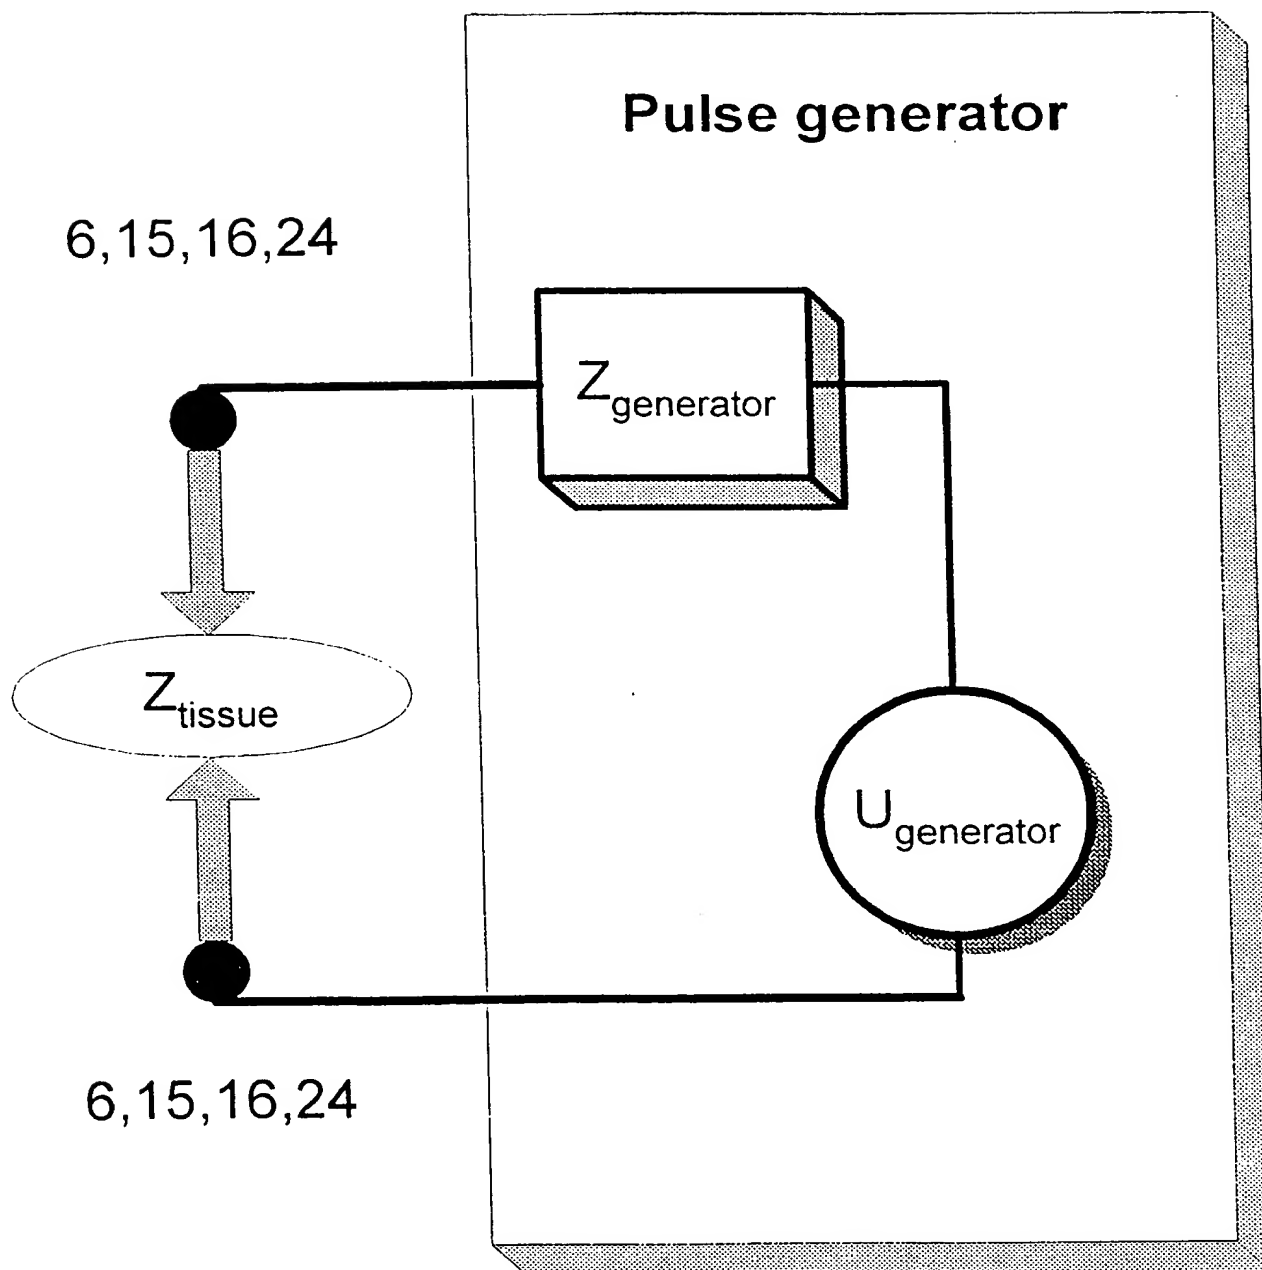 Pulse generator
6,15,16,24
Zgenerator
Ztissue
Ugenerator
6,15,16,24